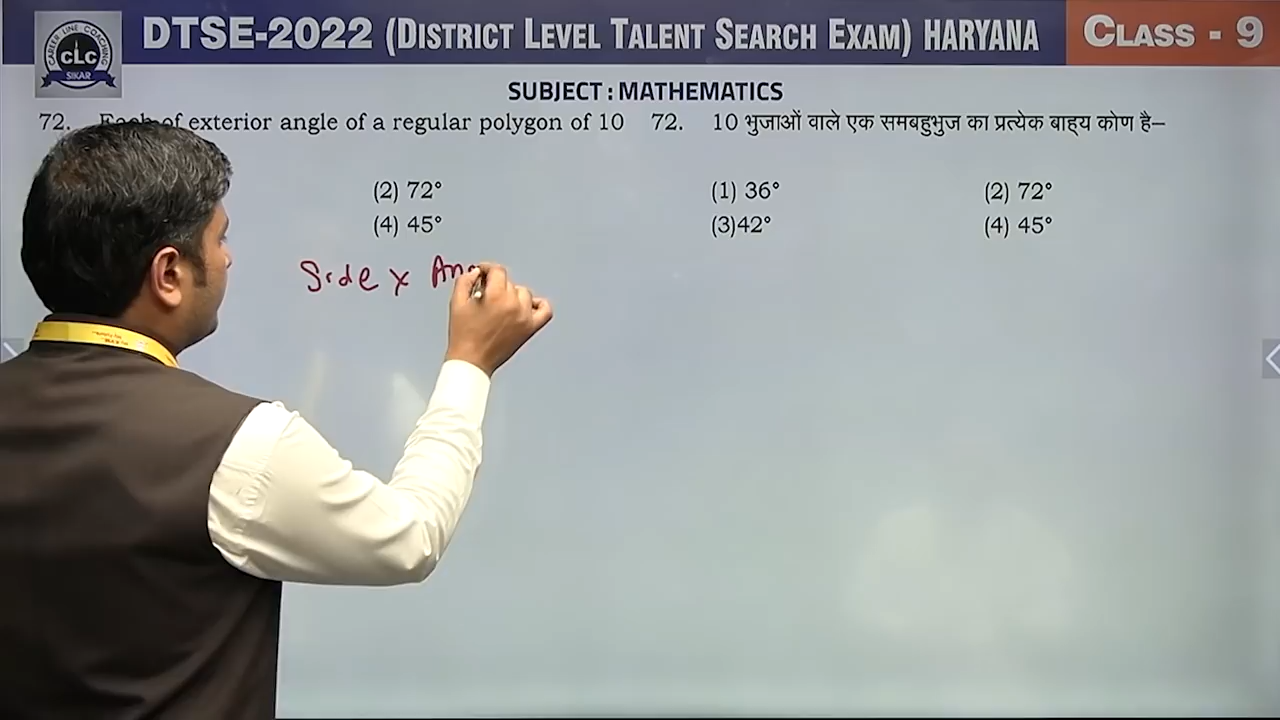 DTSE-2022 (DISTRICT LEVEL TALENT SEARCH EXAM) HARYANA
CLASS - 9
CAREER LINE COACHING
CLC
SIKAR
SUBJECT : MATHEMATICS
72. of exterior angle of a regular polygon of 10
(2) 72°
(4) 45°
72. 10 भुजाओं वाले एक समबहुभुज का प्रत्येक बाह्य कोण है–
(1) 36° (2) 72°
(3)42° (4) 45°
Side x